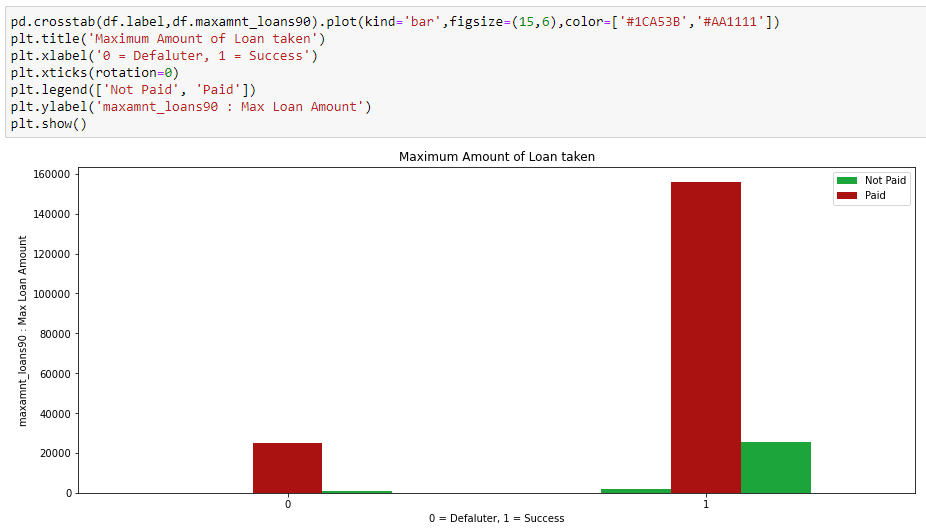 pd.crosstab(df.label,df.maxamnt_loans90).plot(kind='bar',figsize=(15,6),color=['#1CA53B','#AA1111'])
plt.title('Maximum Amount of Loan taken')
plt.xlabel('0 = Defaluter, 1 = Success')
plt.xticks(rotation=0)
plt.legend(['Not Paid', 'Paid'])
plt.ylabel('maxamnt_loans90 : Max Loan Amount')
plt.show()
Maximum Amount of Loan taken
160000
140000
120000
100000
80000
60000
40000
20000
0
maxamnt_loans90 : Max Loan Amount
Not Paid
Paid
0 1
0 = Defaluter, 1 = Success